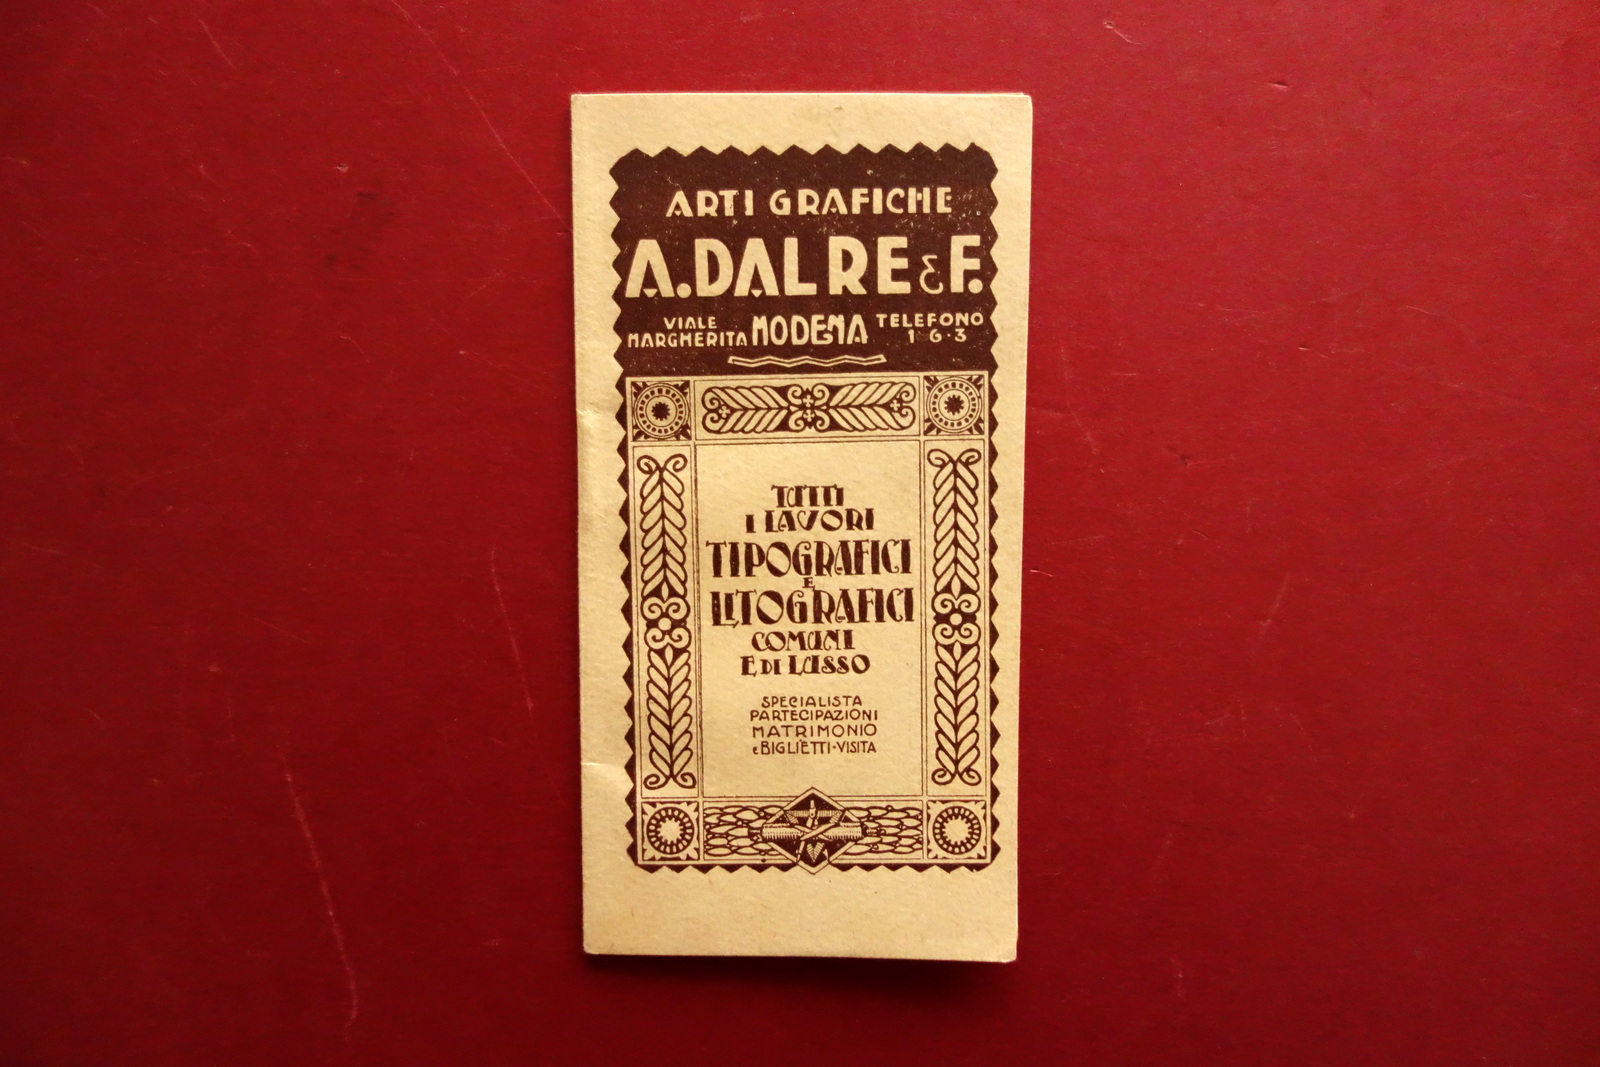 ARTI GRAFICHE
A. DAL RE & F.
VIALE MARGHERITA MODENA TELEFONO 1·6·3
TUTTI
I LAVORI
TIPOGRAFICI
E
LITOGRAFICI
COMUNI
E DI LUSSO
SPECIALISTA
PARTECIPAZIONI
MATRIMONIO
e BIGLIETTI·VISITA